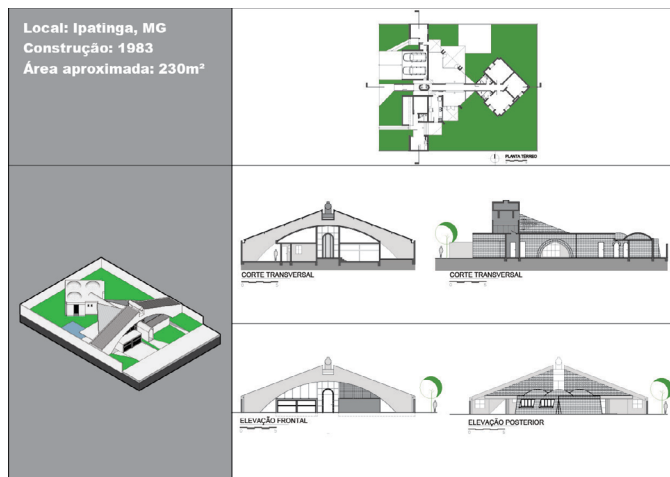 Local: Ipatinga, MG
Construção: 1983
Área aproximada: 230m²
PLANTA TÉRREO
CORTE TRANSVERSAL
CORTE TRANSVERSAL
ELEVAÇÃO FRONTAL
ELEVAÇÃO POSTERIOR